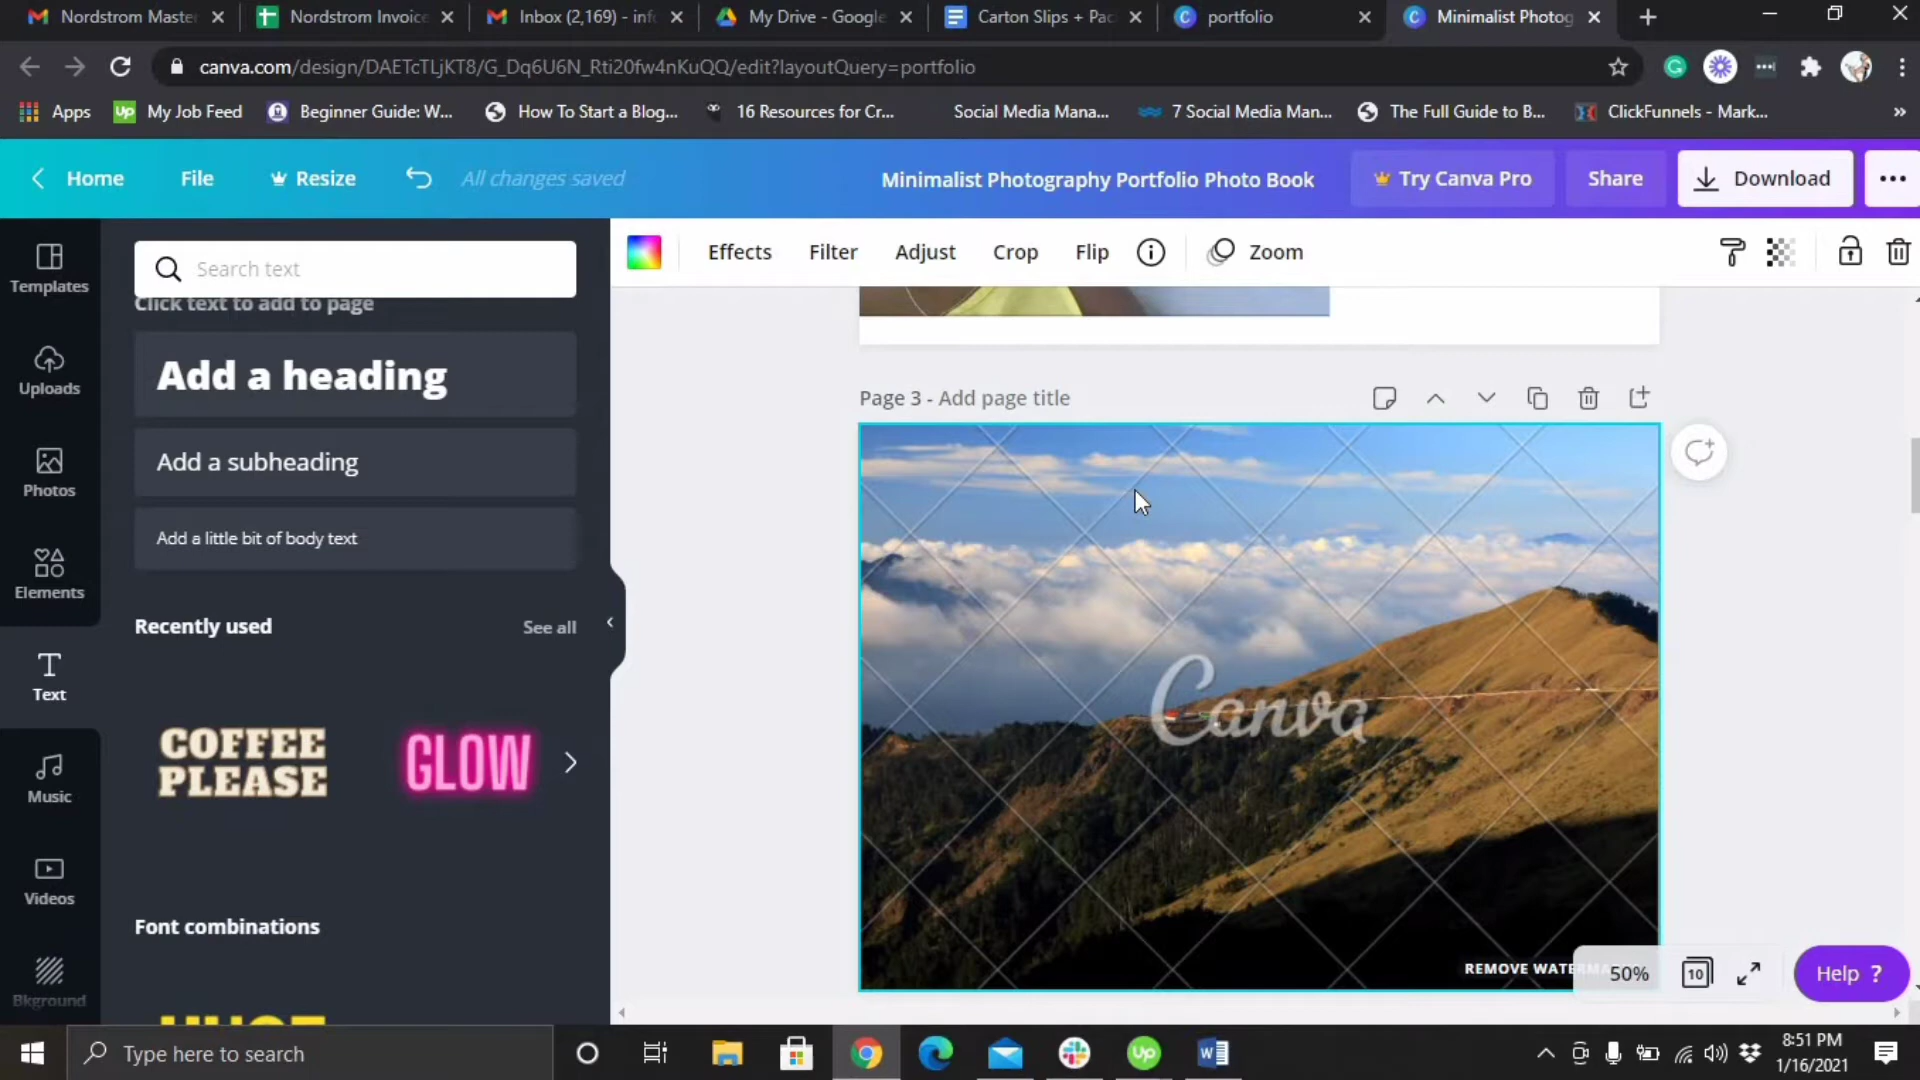 Nordstrom Master
Nordstrom Invoice
Inbox (2,169) - info
My Drive - Google
Carton Slips + Pac
portfolio
Minimalist Photog
canva.com/design/DAETcTLjKT8/G_Dq6U6N_Rti20fw4nKuQQ/edit?layoutQuery=portfolio
Apps
Up
My Job Feed
Beginner Guide: W...
How To Start a Blog...
16 Resources for Cr...
Social Media Mana...
7 Social Media Man...
The Full Guide to B...
ClickFunnels - Mark...
Home
File
Resize
All changes saved
Minimalist Photography Portfolio Photo Book
Try Canva Pro
Share
Download
Templates
Uploads
Photos
Elements
Text
Music
Videos
Bkground
Search text
Click text to add to page
Add a heading
Add a subheading
Add a little bit of body text
Recently used
See all
COFFEE PLEASE
GLOW
Font combinations
Effects
Filter
Adjust
Crop
Flip
Zoom
Page 3 - Add page title
Canva
REMOVE WATERMA
50%
10
Help ?
Type here to search
Up
8:51 PM
1/16/2021